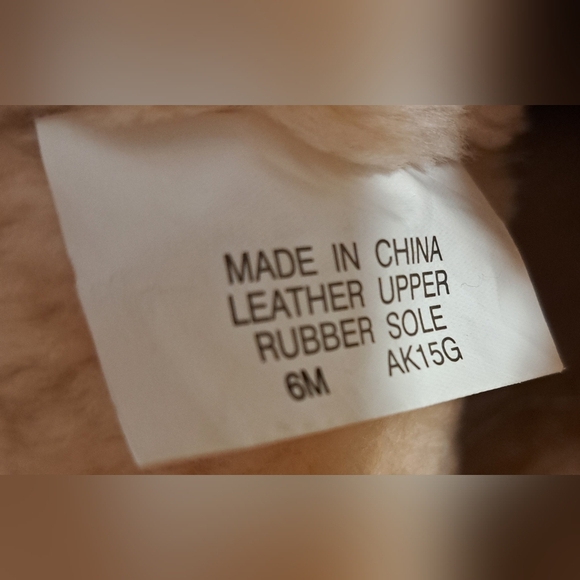 MADE IN CHINA
LEATHER UPPER
RUBBER SOLE
6M AK15G